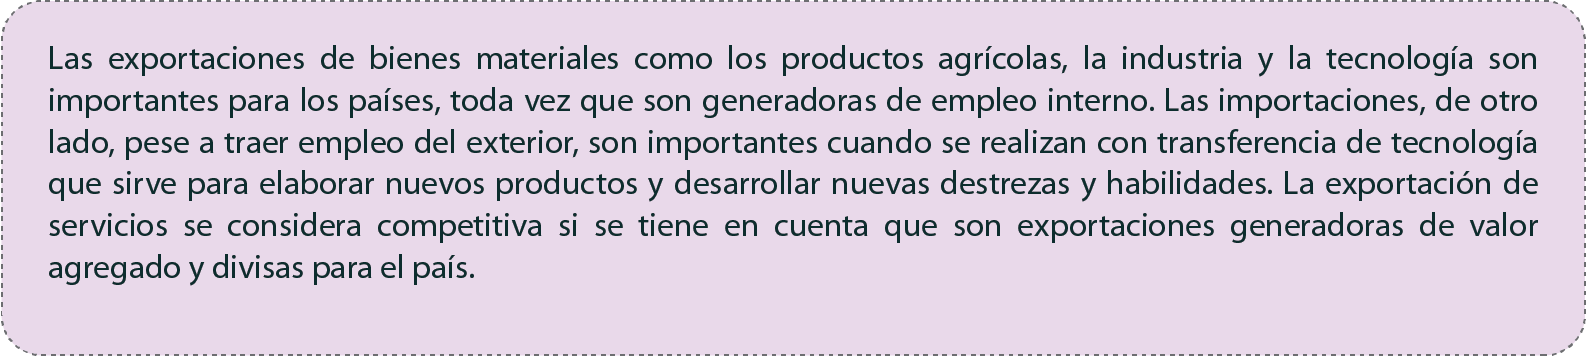 Las exportaciones de bienes materiales como los productos agrícolas, la industria y la tecnología son
importantes para los países, toda vez que son generadoras de empleo interno. Las importaciones, de otro
lado, pese a traer empleo del exterior, son importantes cuando se realizan con transferencia de tecnología
que sirve para elaborar nuevos productos y desarrollar nuevas destrezas y habilidades. La exportación de
servicios se considera competitiva si se tiene en cuenta que son exportaciones generadoras de valor
agregado y divisas para el país.